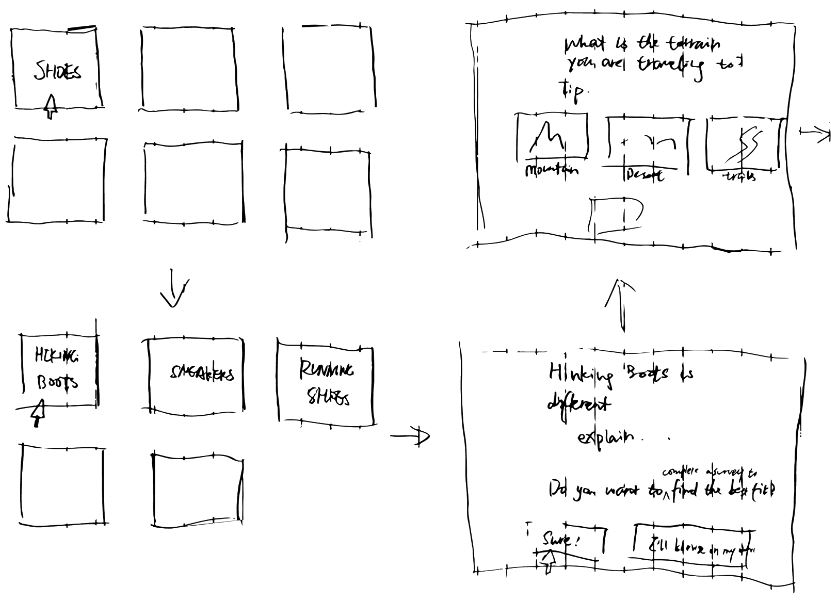 SHOES
HIKING
BOOTS
SNEAKERS
RUNNING
SHOES
Hinking Boots is
different
explain...
complete a survey to
Do you want to ^ find the best fit?
Sure!
I'll browse on my own
What is the terrain
you are traveling to?
Tip.
Mountain
Desert
trails